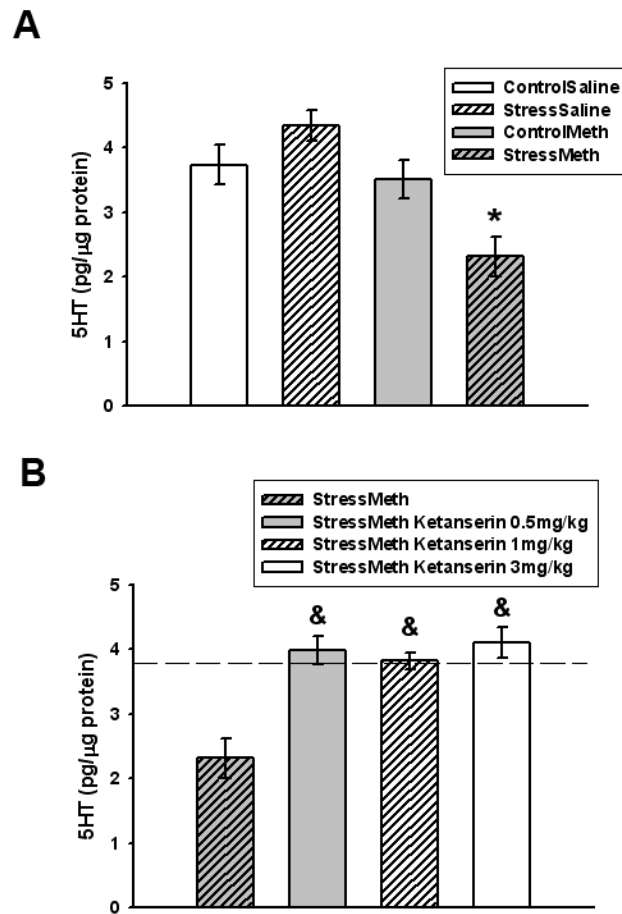 A
5
4
3
2
1
0
5HT (pg/µg protein)
ControlSaline
StressSaline
ControlMeth
StressMeth
*
B
StressMeth
StressMeth Ketanserin 0.5mg/kg
StressMeth Ketanserin 1mg/kg
StressMeth Ketanserin 3mg/kg
5
4
3
2
1
0
5HT (pg/µg protein)
& & &